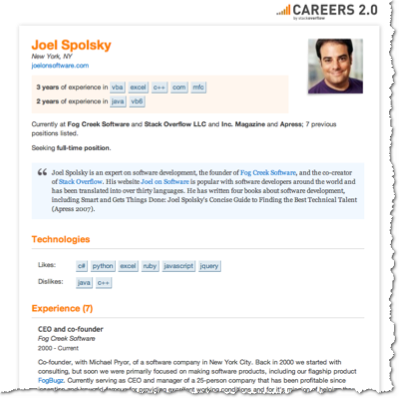 CAREERS 2.0
by stackoverflow
Joel Spolsky
New York, NY
joelonsoftware.com
3 years of experience in vba excel c++ com mfc
2 years of experience in java vb6
Currently at Fog Creek Software and Stack Overflow LLC and Inc. Magazine and Apress; 7 previous
positions listed.
Seeking full-time position.
“ Joel Spolsky is an expert on software development, the founder of Fog Creek Software, and the co-creator
of Stack Overflow. His website Joel on Software is popular with software developers around the world and
has been translated into over thirty languages. He has written four books about software development,
including Smart and Gets Things Done: Joel Spolsky's Concise Guide to Finding the Best Technical Talent
(Apress 2007).
Technologies
Likes: c# python excel ruby javascript jquery
Dislikes: java c++
Experience (7)
CEO and co-founder
Fog Creek Software
2000 - Current
Co-founder, with Michael Pryor, of a software company in New York City. Back in 2000 we started with
consulting, but soon we were primarily focused on making software products, including our flagship product
FogBugz. Currently serving as CEO and manager of a 25-person company that has been profitable since